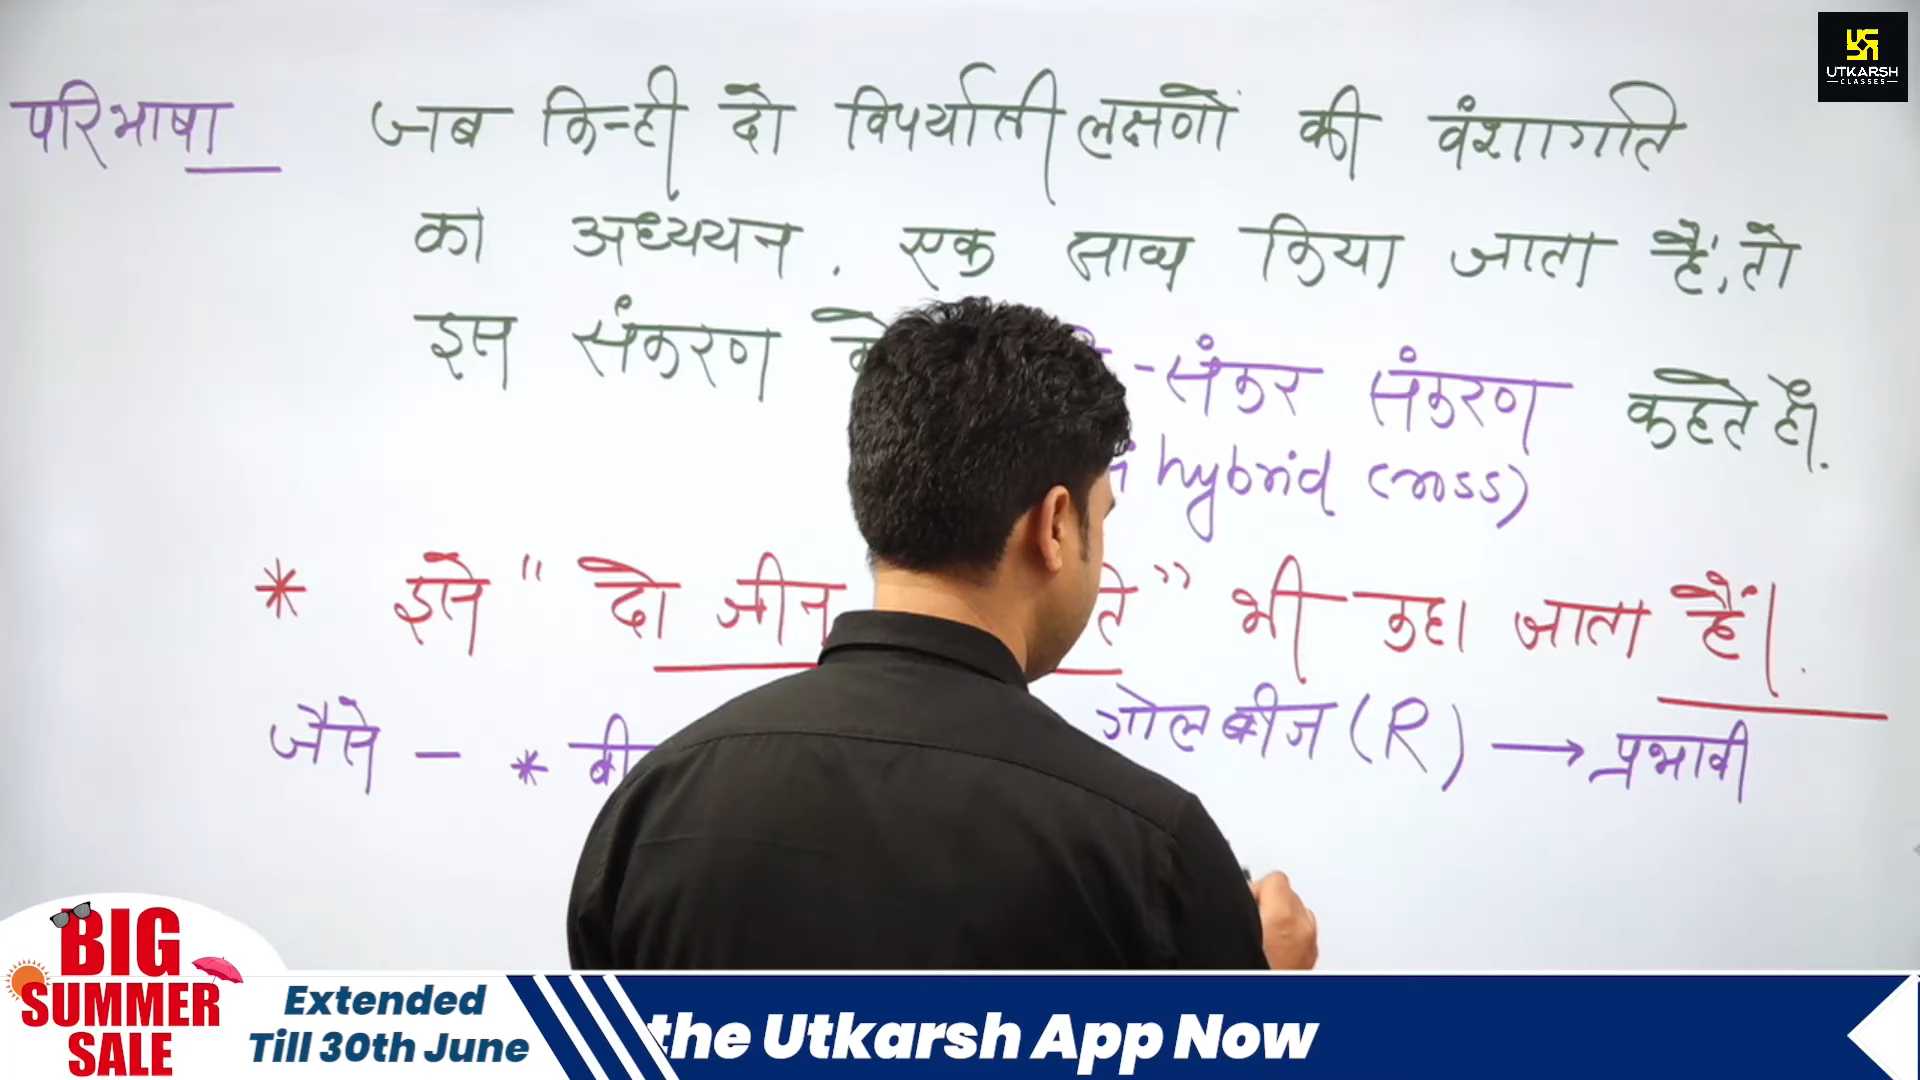 UTKARSH
CLASSES
परिभाषा जब किन्ही दो विपर्यासी लक्षणों की वंशागति
का अध्ययन . एक साथ किया जाता हैं, तो
इस संकरण -संकर संकरण कहते हैं.
hybrid cross)
* इसे " दो जीन ते " भी कहा जाता हैं।
जैसे - * बी गोल बीज (R) → प्रभावी
BIG
SUMMER
SALE
Extended
Till 30th June
the Utkarsh App Now